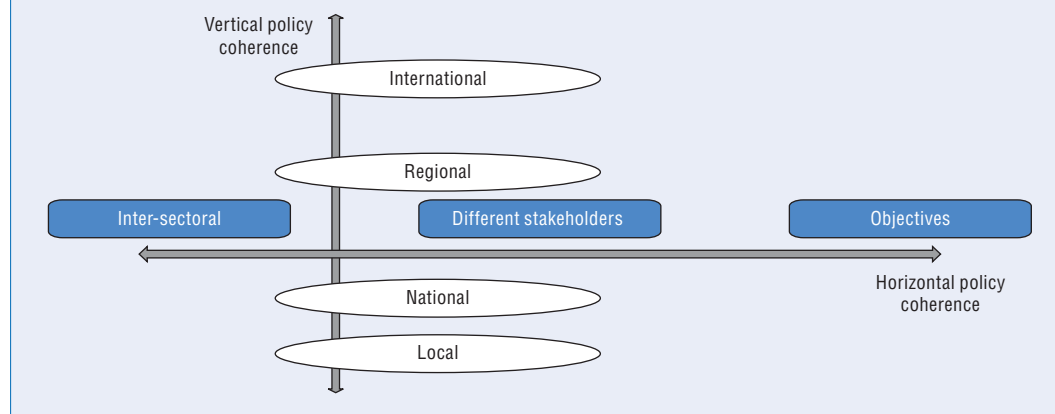 Vertical policy
coherence
International
Regional
Inter-sectoral
Different stakeholders
Objectives
Horizontal policy
coherence
National
Local